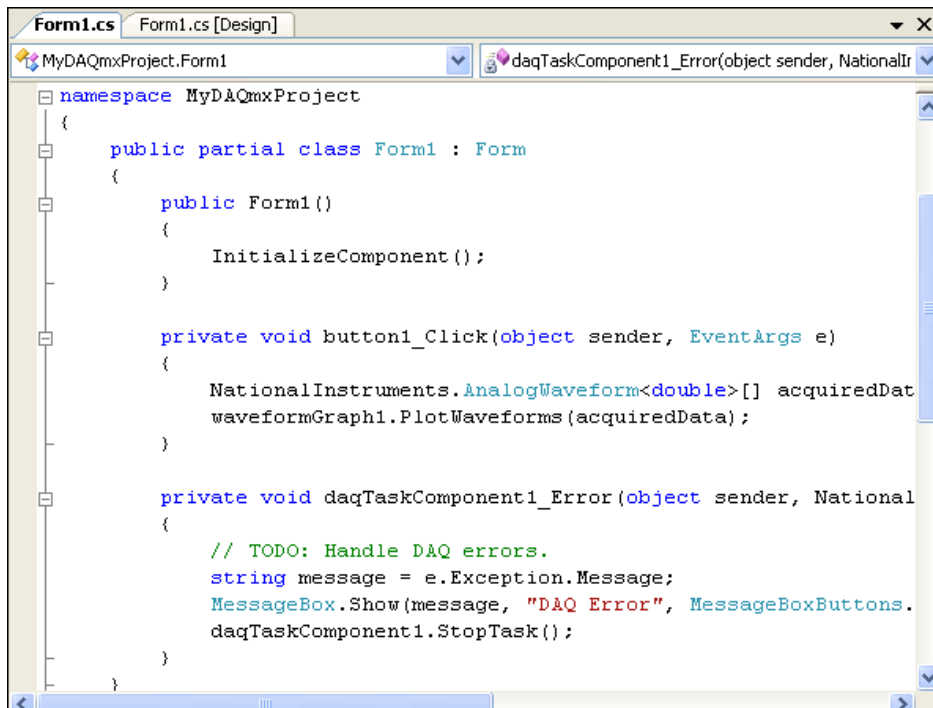 Form1.cs Form1.cs [Design]
MyDAQmxProject.Form1 daqTaskComponent1_Error(object sender, NationalIr
namespace MyDAQmxProject
{
    public partial class Form1 : Form
    {
        public Form1()
        {
            InitializeComponent();
        }

        private void button1_Click(object sender, EventArgs e)
        {
            NationalInstruments.AnalogWaveform<double>[] acquiredDat
            waveformGraph1.PlotWaveforms(acquiredData);
        }

        private void daqTaskComponent1_Error(object sender, National
        {
            // TODO: Handle DAQ errors.
            string message = e.Exception.Message;
            MessageBox.Show(message, "DAQ Error", MessageBoxButtons.
            daqTaskComponent1.StopTask();
        }
    }